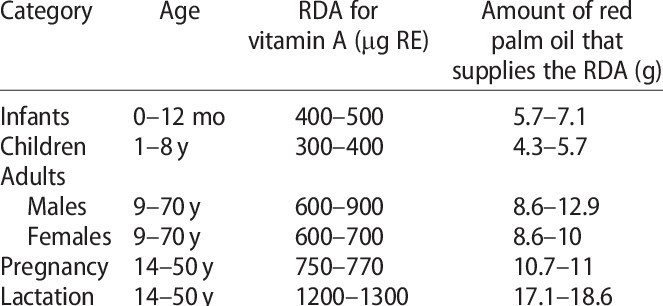 Category Age RDA for Amount of red
vitamin A (μg RE) palm oil that
supplies the RDA (g)
Infants 0–12 mo 400–500 5.7–7.1
Children 1–8 y 300–400 4.3–5.7
Adults
Males 9–70 y 600–900 8.6–12.9
Females 9–70 y 600–700 8.6–10
Pregnancy 14–50 y 750–770 10.7–11
Lactation 14–50 y 1200–1300 17.1–18.6